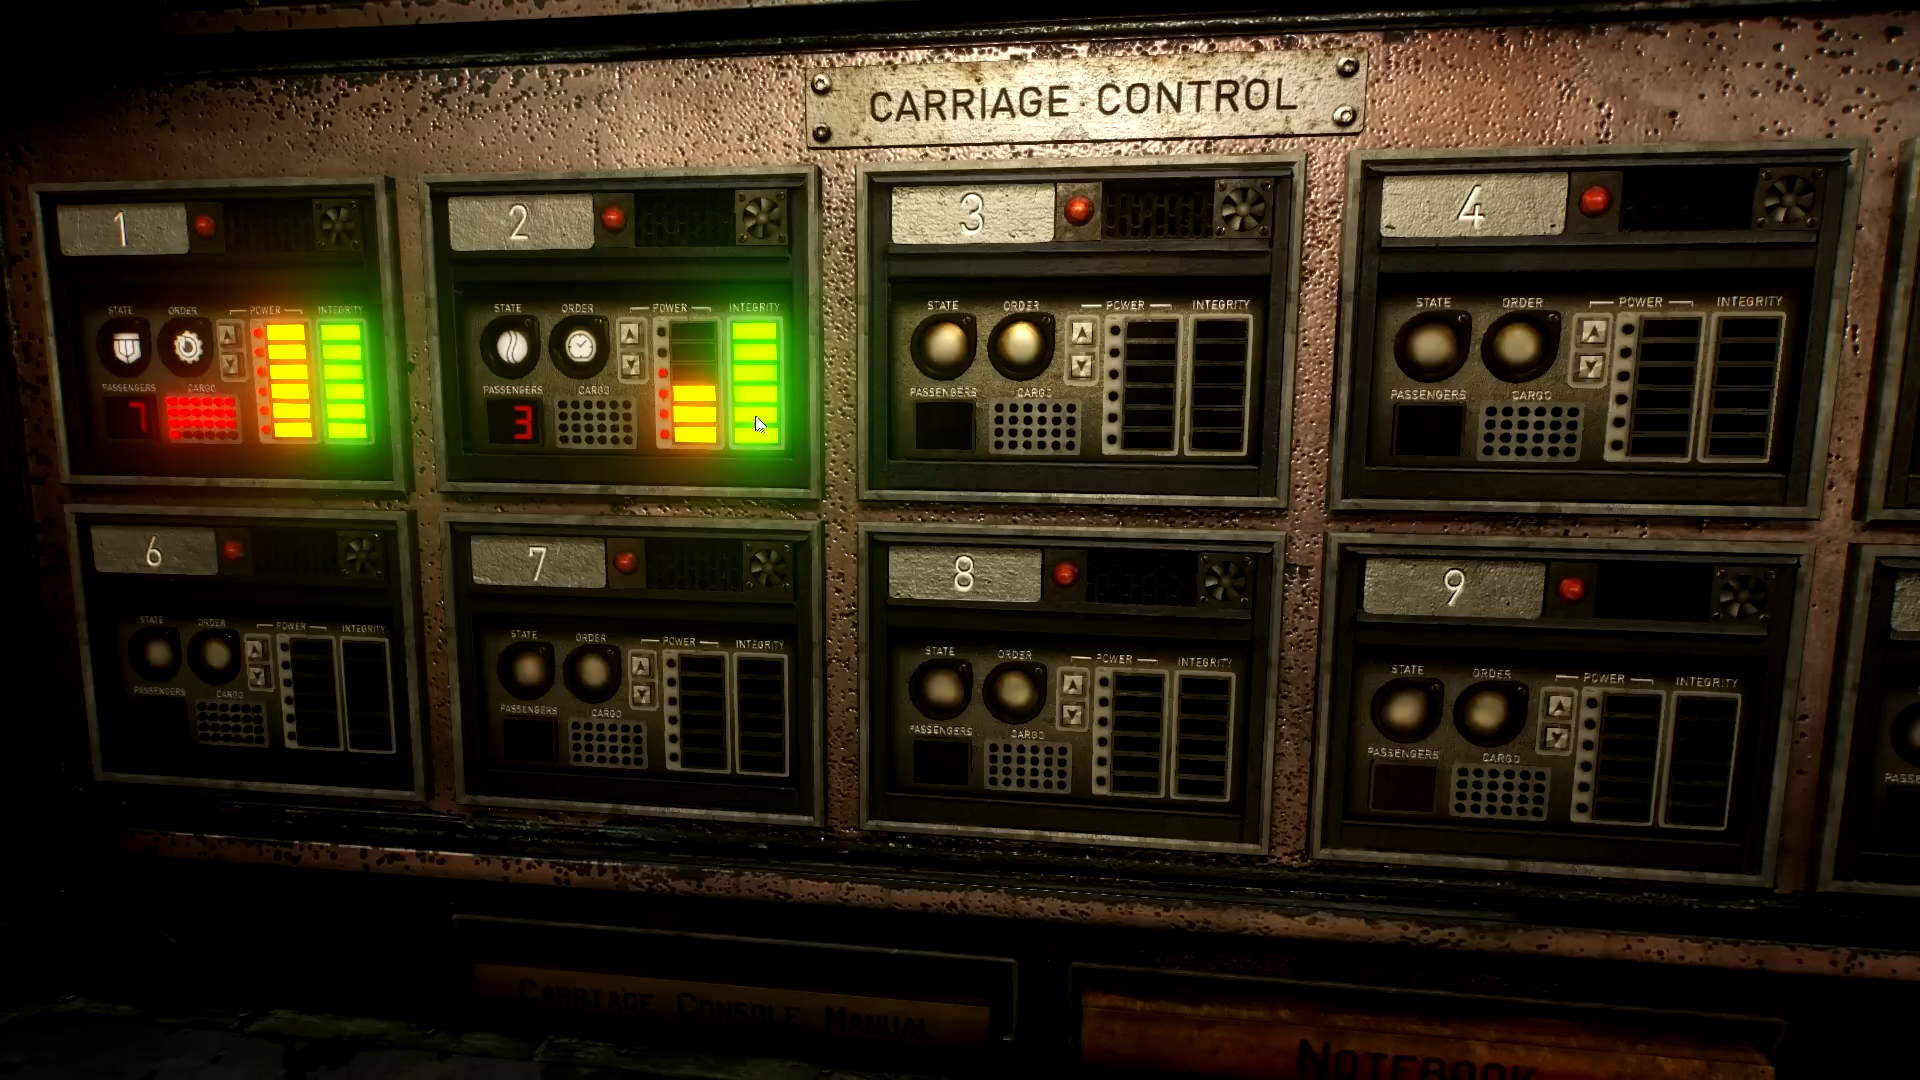 CARRIAGE CONTROL
1
STATE ORDER POWER INTEGRITY
PASSENGERS CARGO
7
2
STATE ORDER POWER INTEGRITY
PASSENGERS CARGO
3
3
STATE ORDER POWER INTEGRITY
PASSENGERS CARGO
4
STATE ORDER POWER INTEGRITY
PASSENGERS CARGO
6
STATE ORDER POWER INTEGRITY
PASSENGERS CARGO
7
STATE ORDER POWER INTEGRITY
PASSENGERS CARGO
8
STATE ORDER POWER INTEGRITY
PASSENGERS CARGO
9
STATE ORDER POWER INTEGRITY
PASSENGERS CARGO
CARRIAGE CONSOLE MANUAL
NOTEBOOK